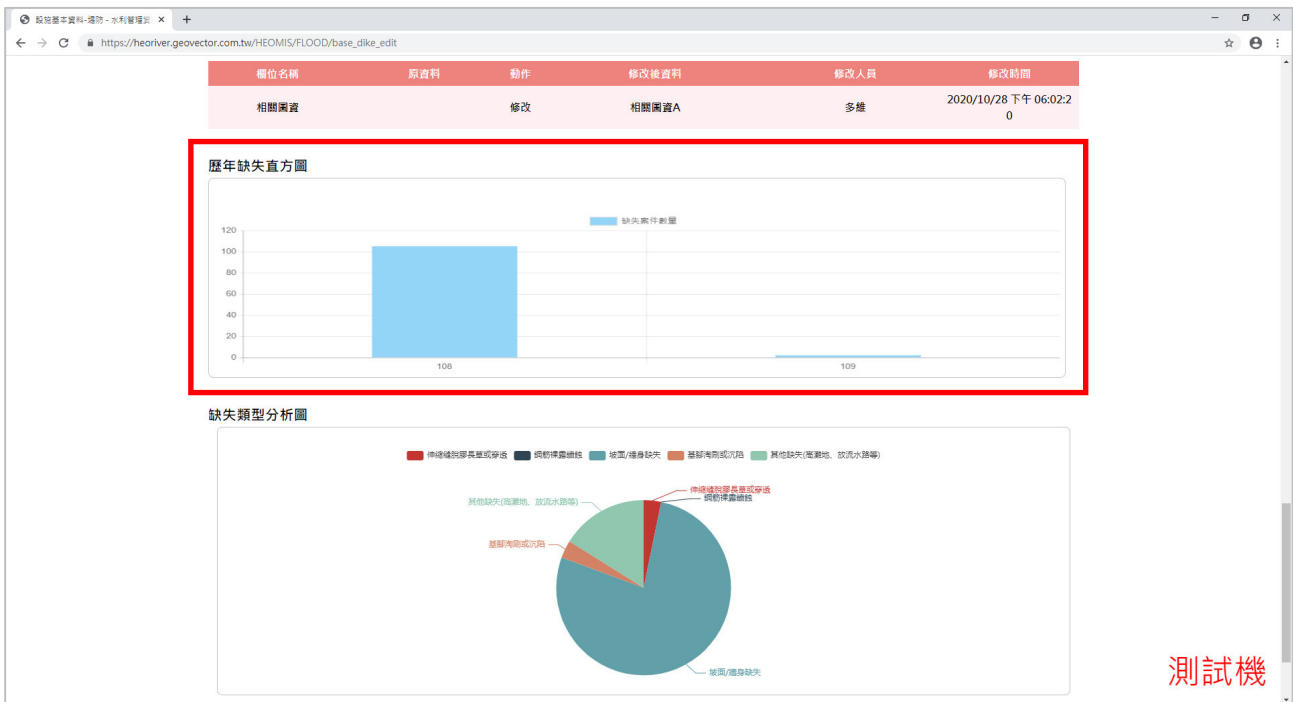 設施基本資料-堤防 - 水利管理資
https://heoriver.geovector.com.tw/HEOMIS/FLOOD/base_dike_edit
欄位名稱 原資料 動作 修改後資料 修改人員 修改時間
相關圖資 修改 相關圖資A 多維 2020/10/28 下午 06:02:2
0
歷年缺失直方圖
缺失案件數量
120
100
80
60
40
20
0
108 109
缺失類型分析圖
伸縮縫脫膠長草或穿透 鋼筋裸露鏽蝕 坡面/牆身缺失 基腳淘刷或沉陷 其他缺失(高灘地、放流水路等)
伸縮縫脫膠長草或穿透
鋼筋裸露鏽蝕
其他缺失(高灘地、放流水路等)
基腳淘刷或沉陷
坡面/牆身缺失
測試機